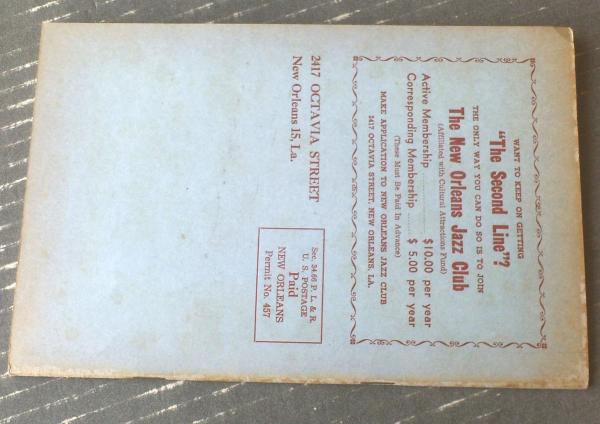 WANT TO KEEP ON GETTING
"The Second Line"?
THE ONLY WAY YOU CAN DO SO IS TO JOIN
The New Orleans Jazz Club
(Affiliated with Cultural Attractions Fund)
Active Membership ........ $10.00 per year
Corresponding Membership ...... $ 5.00 per year
(These Must Be Paid In Advance)
MAKE APPLICATION TO NEW ORLEANS JAZZ CLUB
2417 OCTAVIA STREET, NEW ORLEANS, LA.
2417 OCTAVIA STREET
New Orleans 15, La.
Sec. 34.66 P. L. & R.
U. S. POSTAGE
Paid
NEW ORLEANS
Permit No. 457